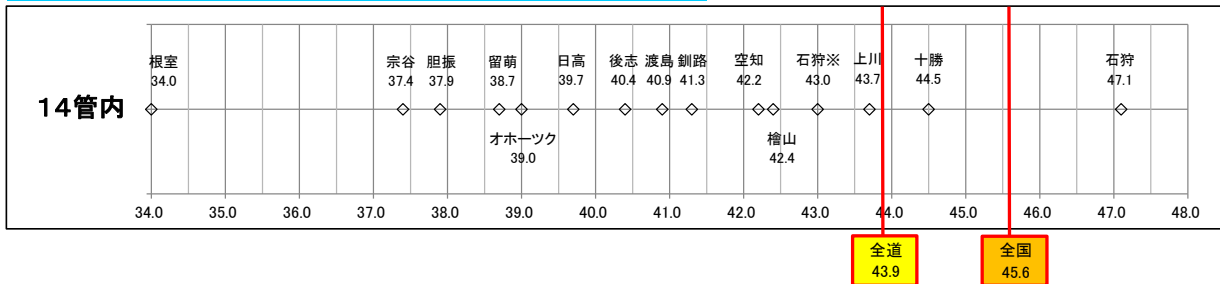 14管内
根室
34.0
宗谷
37.4
胆振
37.9
留萌
38.7
オホーツク
39.0
日高
39.7
後志
40.4
渡島
40.9
釧路
41.3
空知
42.2
檜山
42.4
石狩※
43.0
上川
43.7
十勝
44.5
石狩
47.1
34.0 35.0 36.0 37.0 38.0 39.0 40.0 41.0 42.0 43.0 44.0 45.0 46.0 47.0 48.0
全道
43.9
全国
45.6